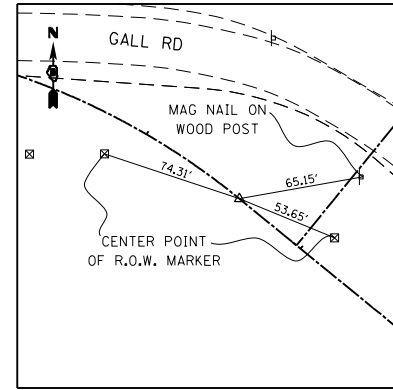 N
GALL RD
MAG NAIL ON
WOOD POST
74.31'
65.15'
53.65'
CENTER POINT
OF R.O.W. MARKER